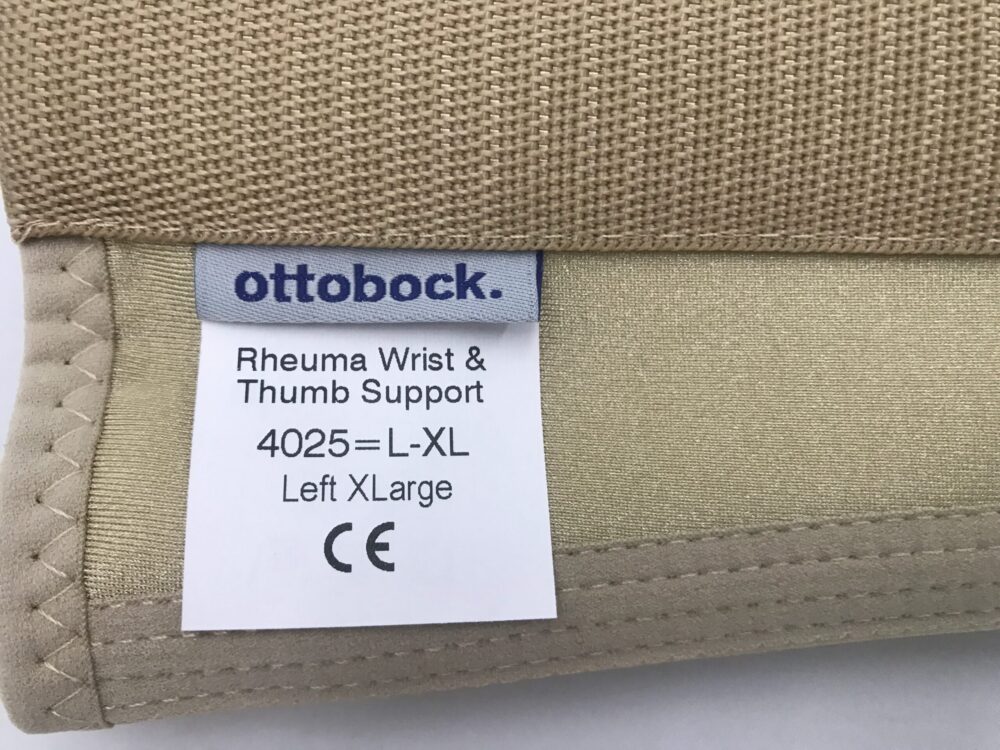 ottobock.
Rheuma Wrist &
Thumb Support
4025=L-XL
Left XLarge
CE